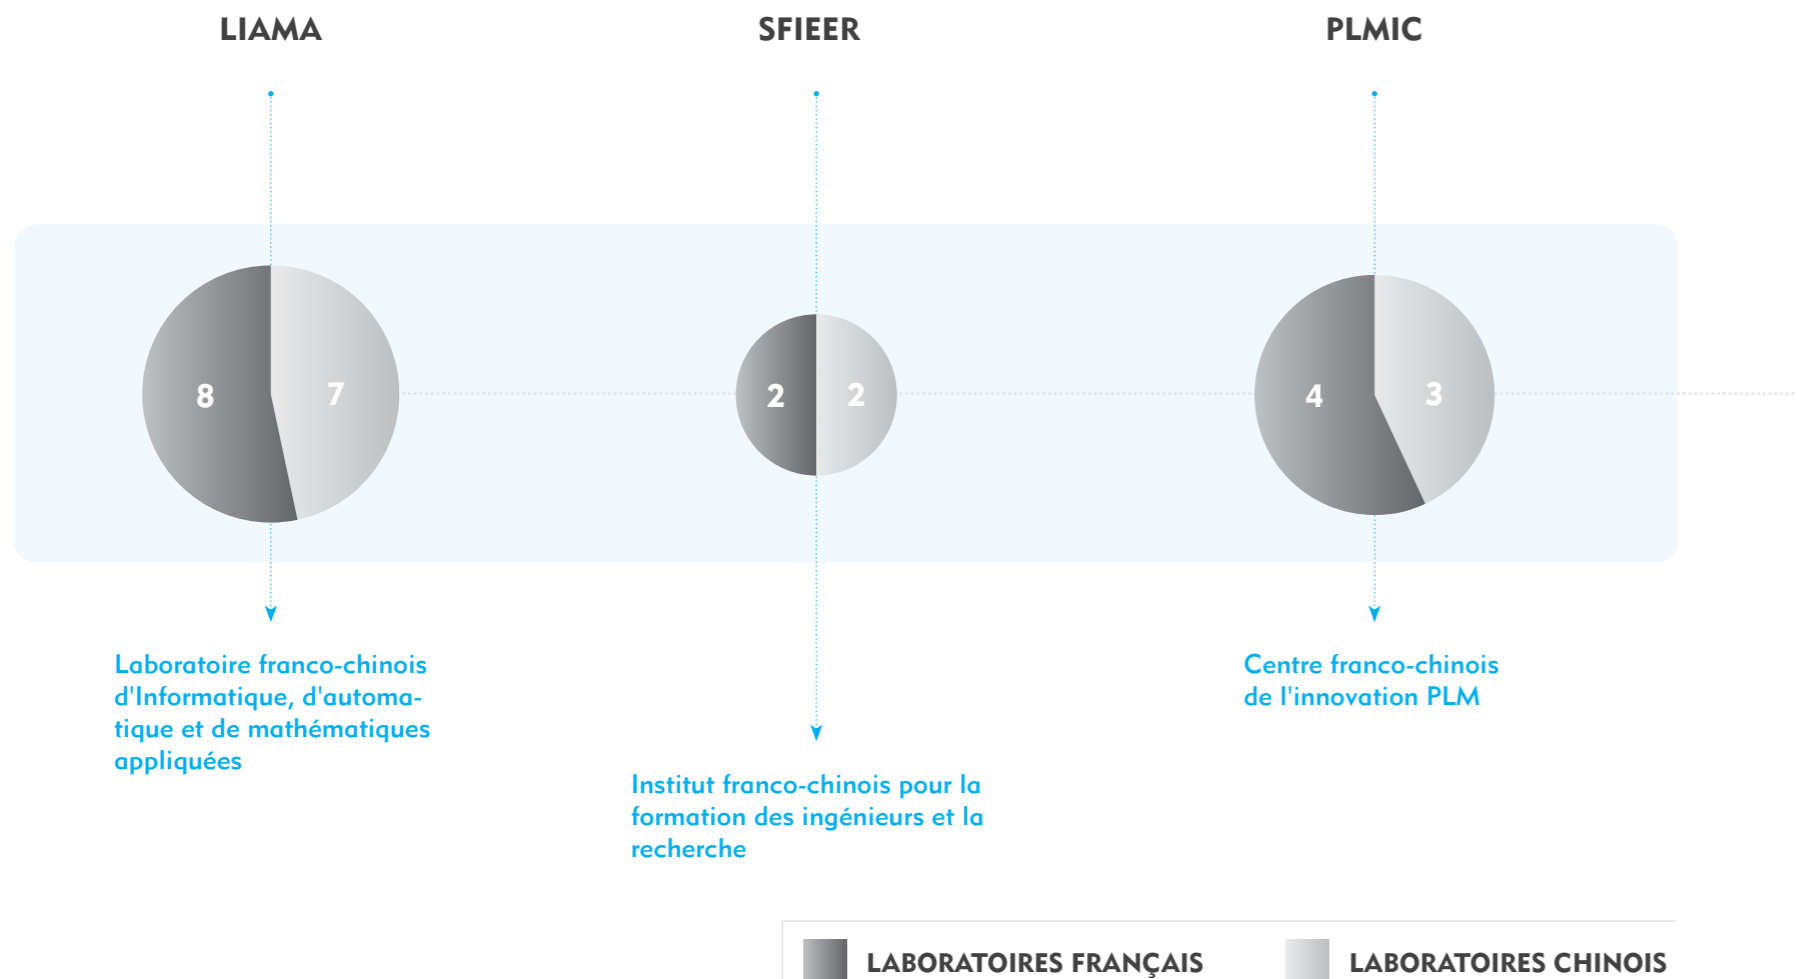 LIAMA
SFIEER
PLMIC
8
7
2
2
4
3
Laboratoire franco-chinois
d'Informatique, d'automa-
tique et de mathématiques
appliquées
Institut franco-chinois pour la
formation des ingénieurs et la
recherche
Centre franco-chinois
de l'innovation PLM
LABORATOIRES FRANÇAIS
LABORATOIRES CHINOIS